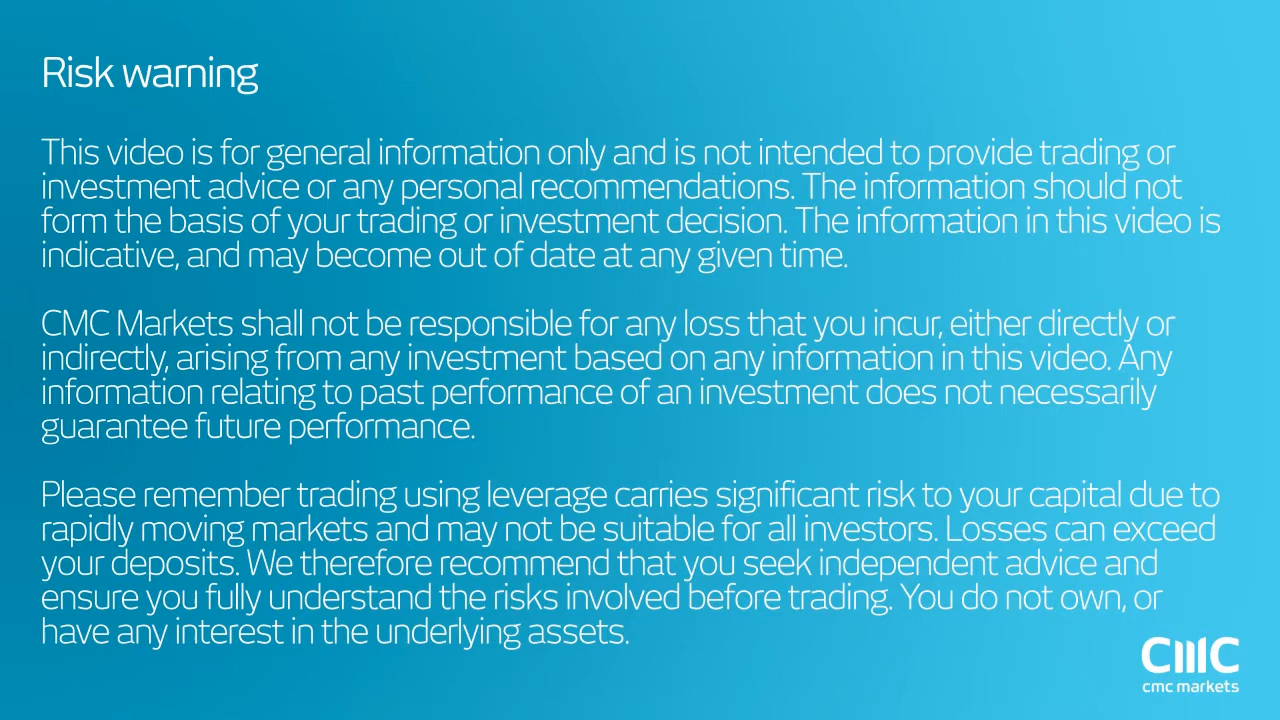 Risk warning
This video is for general information only and is not intended to provide trading or
investment advice or any personal recommendations. The information should not
form the basis of your trading or investment decision. The information in this video is
indicative, and may become out of date at any given time.
CMC Markets shall not be responsible for any loss that you incur, either directly or
indirectly, arising from any investment based on any information in this video. Any
information relating to past performance of an investment does not necessarily
guarantee future performance.
Please remember trading using leverage carries significant risk to your capital due to
rapidly moving markets and may not be suitable for all investors. Losses can exceed
your deposits. We therefore recommend that you seek independent advice and
ensure you fully understand the risks involved before trading. You do not own, or
have any interest in the underlying assets.
CMC
cmc markets